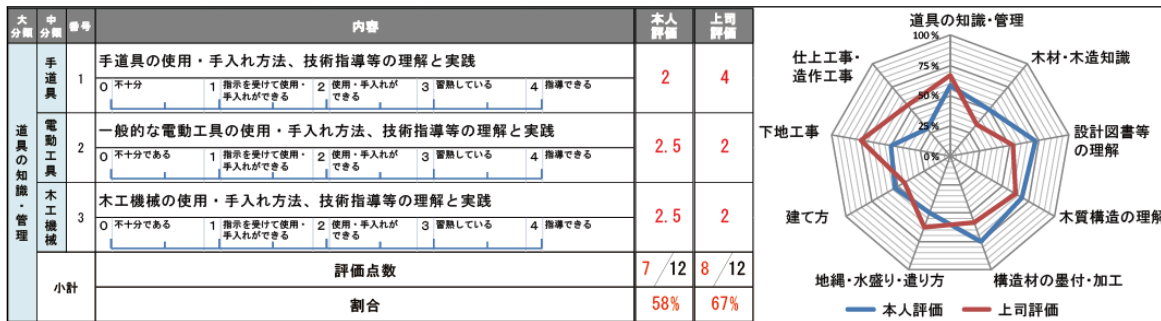 大分類 中分類 番号 内容 本人評価 上司評価
道具の知識・管理
手道具 1 手道具の使用・手入れ方法、技術指導等の理解と実践 2 4
0 不十分 1 指示を受けて使用・手入れができる 2 使用・手入れができる 3 習熟している 4 指導できる
電動工具 2 一般的な電動工具の使用・手入れ方法、技術指導等の理解と実践 2.5 2
0 不十分である 1 指示を受けて使用・手入れができる 2 使用・手入れができる 3 習熟している 4 指導できる
木工機械 3 木工機械の使用・手入れ方法、技術指導等の理解と実践 2.5 2
0 不十分である 1 指示を受けて使用・手入れができる 2 使用・手入れができる 3 習熟している 4 指導できる
小計 評価点数 7/12 8/12
割合 58% 67%
道具の知識・管理
100%
75%
50%
25%
0%
木材・木造知識
設計図書等
の理解
木質構造の理解
構造材の墨付・加工
地縄・水盛り・遣り方
建て方
下地工事
仕上工事・
造作工事
本人評価 上司評価